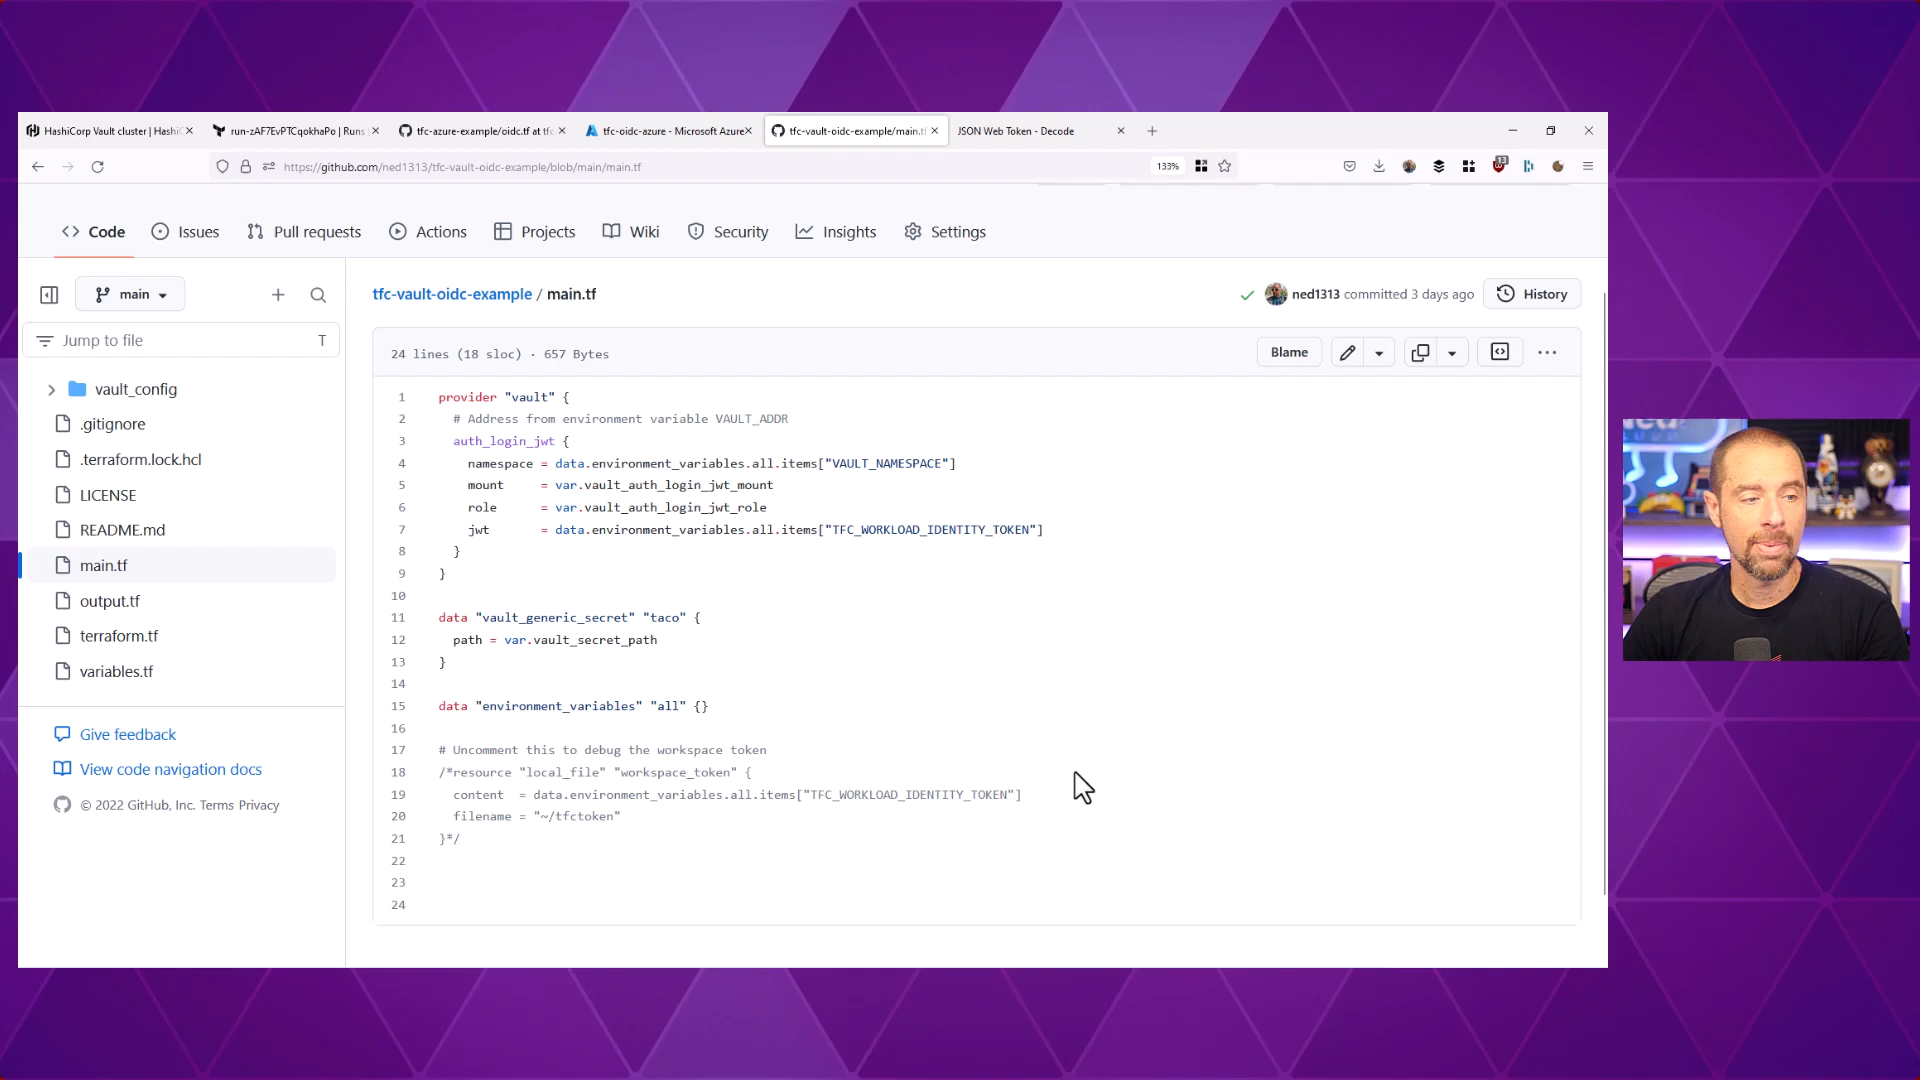 HashiCorp Vault cluster | HashiC
run-zAF7EvPTCqokhaPo | Runs
tfc-azure-example/oidc.tf at tfc
tfc-oidc-azure - Microsoft Azure
tfc-vault-oidc-example/main.t
JSON Web Token - Decode
https://github.com/ned1313/tfc-vault-oidc-example/blob/main/main.tf
133%
13
Code
Issues
Pull requests
Actions
Projects
Wiki
Security
Insights
Settings
main
Jump to file
T
vault_config
.gitignore
.terraform.lock.hcl
LICENSE
README.md
main.tf
output.tf
terraform.tf
variables.tf
Give feedback
View code navigation docs
© 2022 GitHub, Inc. Terms Privacy
tfc-vault-oidc-example / main.tf
ned1313 committed 3 days ago
History
24 lines (18 sloc) · 657 Bytes
Blame
1 provider "vault" {
2 # Address from environment variable VAULT_ADDR
3 auth_login_jwt {
4 namespace = data.environment_variables.all.items["VAULT_NAMESPACE"]
5 mount = var.vault_auth_login_jwt_mount
6 role = var.vault_auth_login_jwt_role
7 jwt = data.environment_variables.all.items["TFC_WORKLOAD_IDENTITY_TOKEN"]
8 }
9 }
10
11 data "vault_generic_secret" "taco" {
12 path = var.vault_secret_path
13 }
14
15 data "environment_variables" "all" {}
16
17 # Uncomment this to debug the workspace token
18 /*resource "local_file" "workspace_token" {
19 content = data.environment_variables.all.items["TFC_WORKLOAD_IDENTITY_TOKEN"]
20 filename = "~/tfctoken"
21 }*/
22
23
24